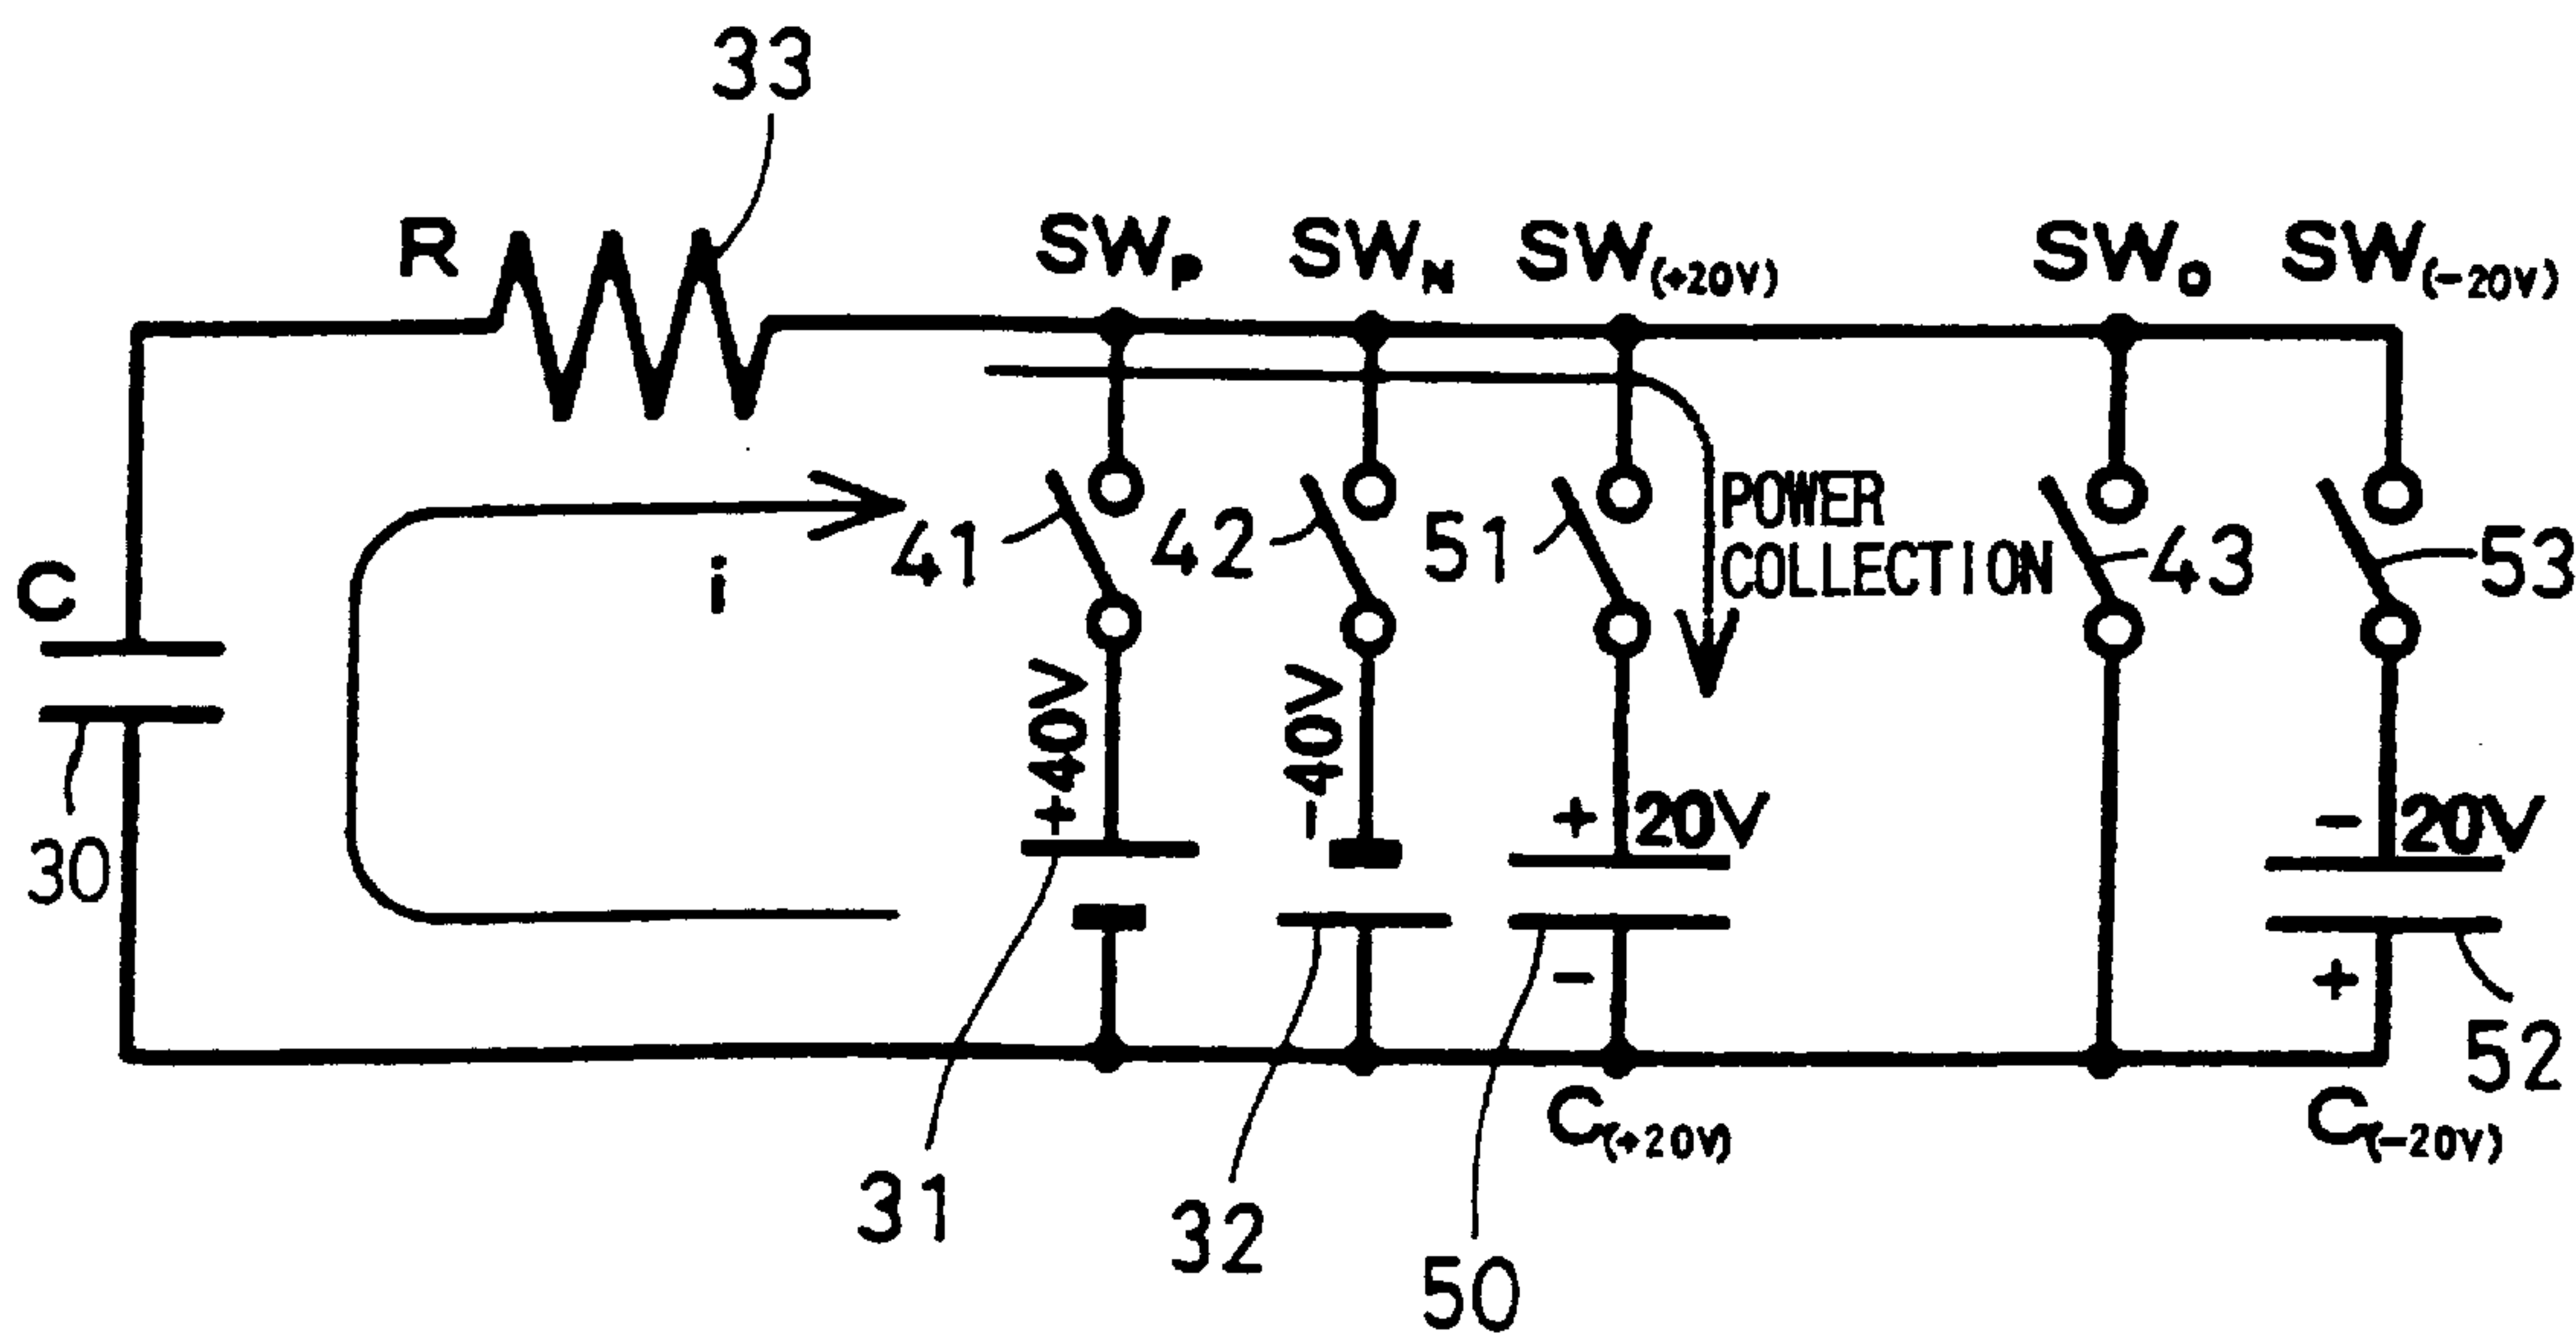 33
R
SWP
SWN
SW(+20V)
SWO
SW(-20V)
C
i
41
42
51
POWER
COLLECTION
43
53
+40V
-40V
+ 20V
- 20V
30
-
+
C(+20V)
C(-20V)
52
31
32
50